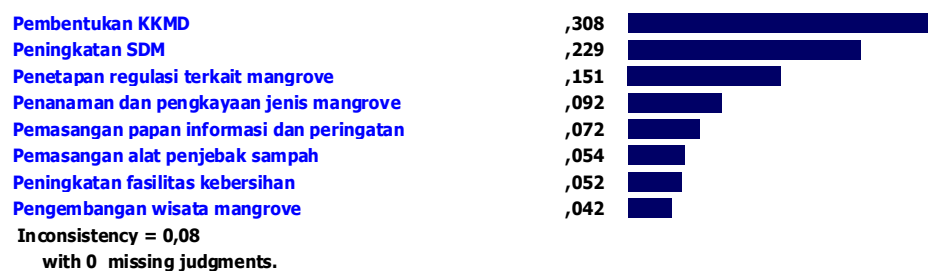 Pembentukan KKMD ,308
Peningkatan SDM ,229
Penetapan regulasi terkait mangrove ,151
Penanaman dan pengkayaan jenis mangrove ,092
Pemasangan papan informasi dan peringatan ,072
Pemasangan alat penjebak sampah ,054
Peningkatan fasilitas kebersihan ,052
Pengembangan wisata mangrove ,042
Inconsistency = 0,08
with 0 missing judgments.